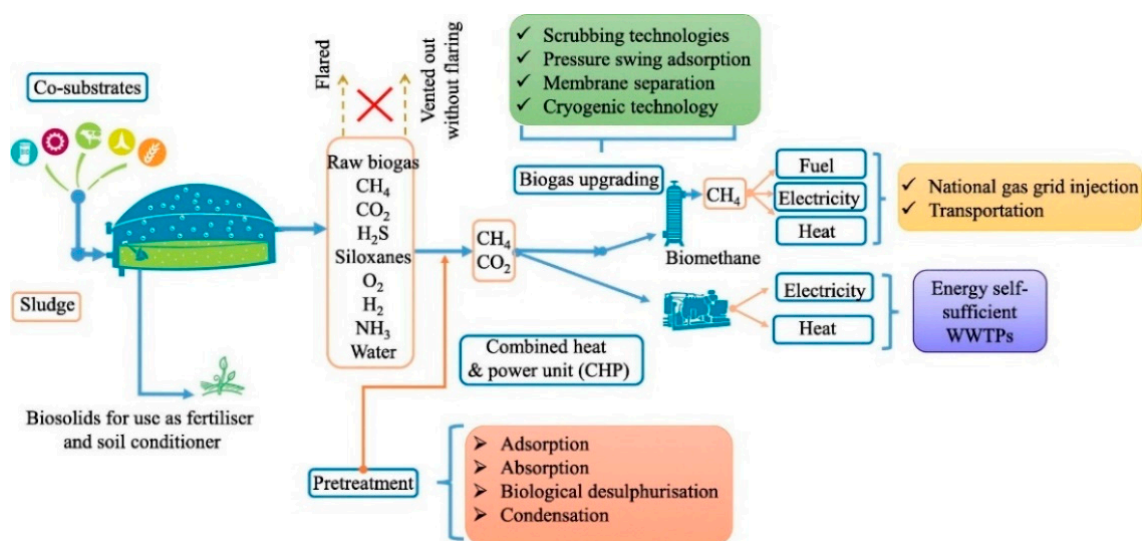 Co-substrates
Sludge
Biosolids for use as fertiliser
and soil conditioner
Flared
Vented out
without flaring
Raw biogas
CH₄
CO₂
H₂S
Siloxanes
O₂
H₂
NH₃
Water
Pretreatment
➢ Adsorption
➢ Absorption
➢ Biological desulphurisation
➢ Condensation
CH₄
CO₂
Combined heat
& power unit (CHP)
✓ Scrubbing technologies
✓ Pressure swing adsorption
✓ Membrane separation
✓ Cryogenic technology
Biogas upgrading
Biomethane
CH₄
Fuel
Electricity
Heat
✓ National gas grid injection
✓ Transportation
Electricity
Heat
Energy self-
sufficient
WWTPs